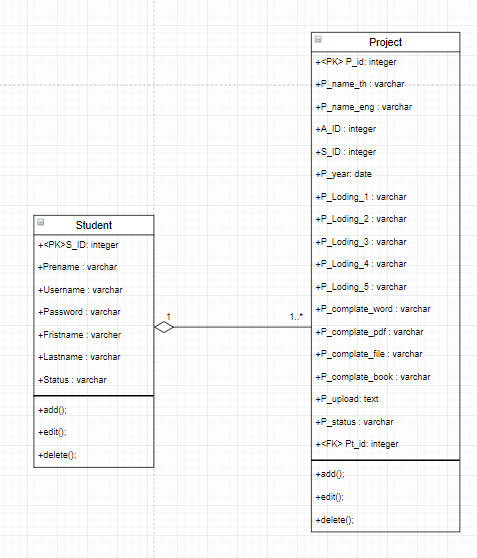 Project
+<PK> P_id: integer
+P_name_th : varchar
+P_name_eng : varchar
+A_ID : integer
+S_ID : integer
+P_year: date
+P_Loding_1 : varchar
+P_Loding_2 : varchar
+P_Loding_3 : varchar
+P_Loding_4 : varchar
+P_Loding_5 : varchar
+P_complate_word : varchar
+P_complate_pdf : varchar
+P_complate_file : varchar
+P_complate_book : varchar
+P_upload: text
+P_status : varchar
+<FK> Pt_id: integer
+add();
+edit();
+delete();
Student
+<PK>S_ID: integer
+Prename : varchar
+Username : varchar
+Password : varchar
+Fristname : varcher
+Lastname : varchar
+Status : varchar
+add();
+edit();
+delete();
1
1..*